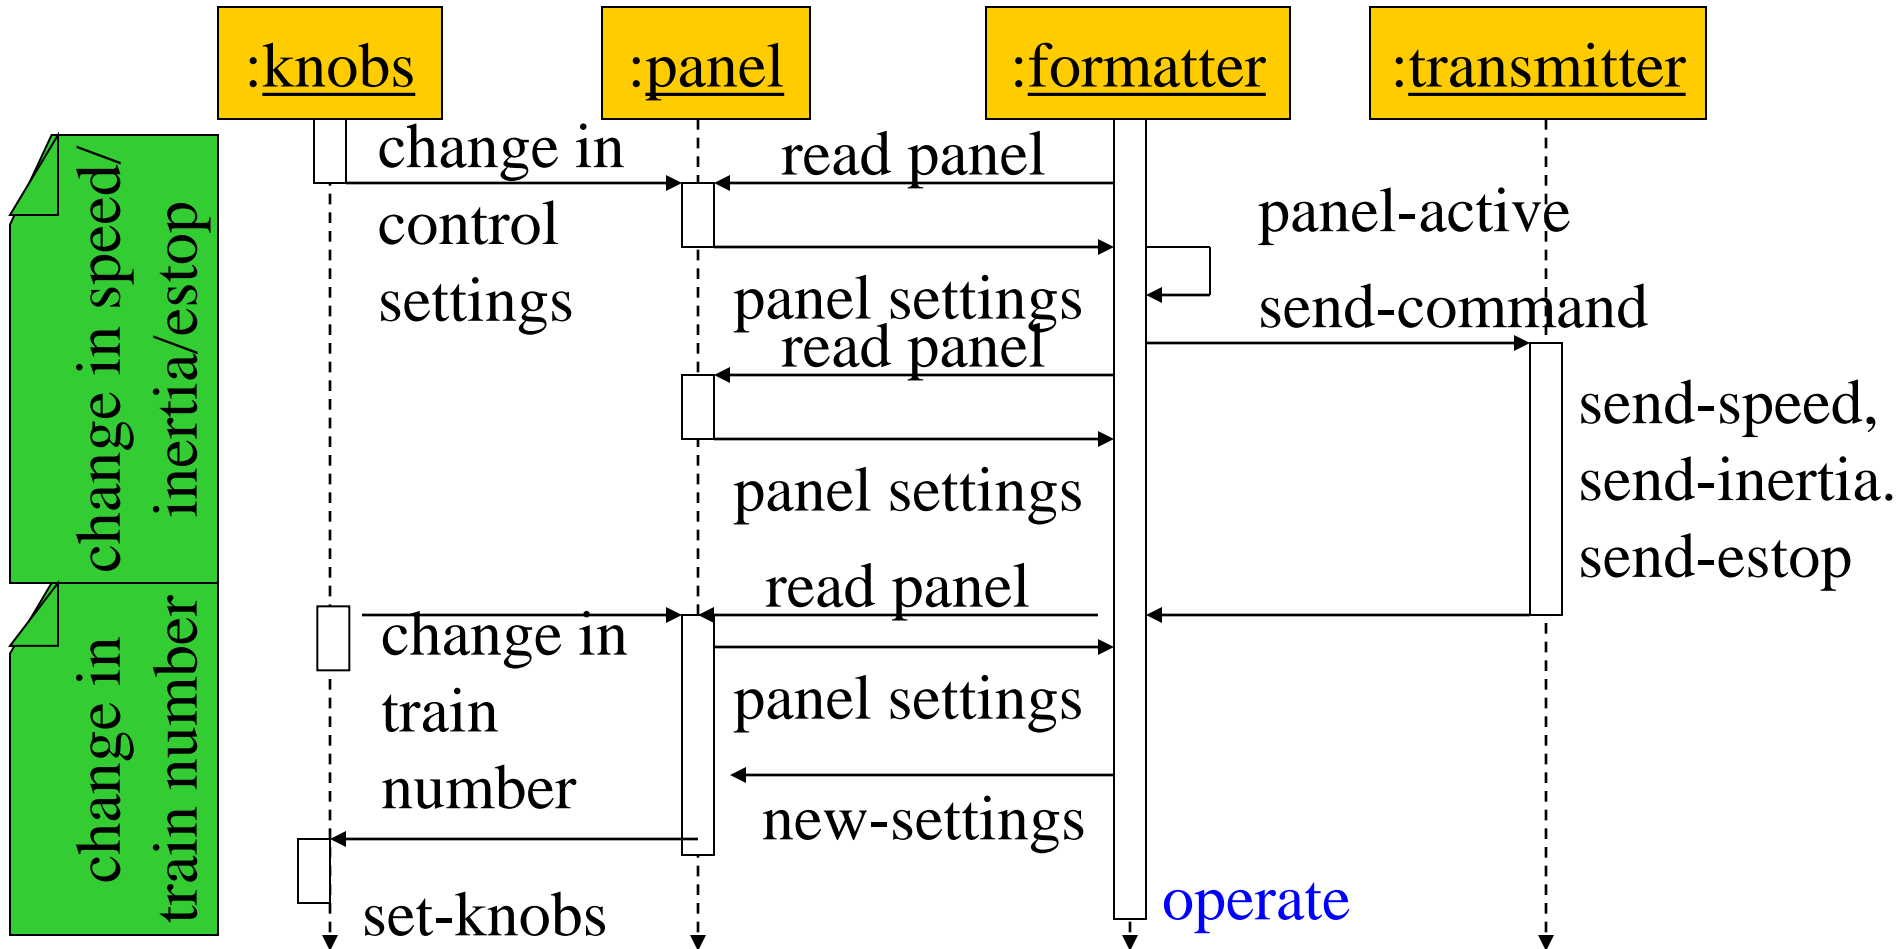 :knobs
:panel
:formatter
:transmitter
change in speed/
inertia/estop
change in
control
settings
read panel
panel-active
panel settings
send-command
read panel
send-speed,
send-inertia.
send-estop
panel settings
change in
train number
read panel
change in
train
number
panel settings
new-settings
set-knobs
operate